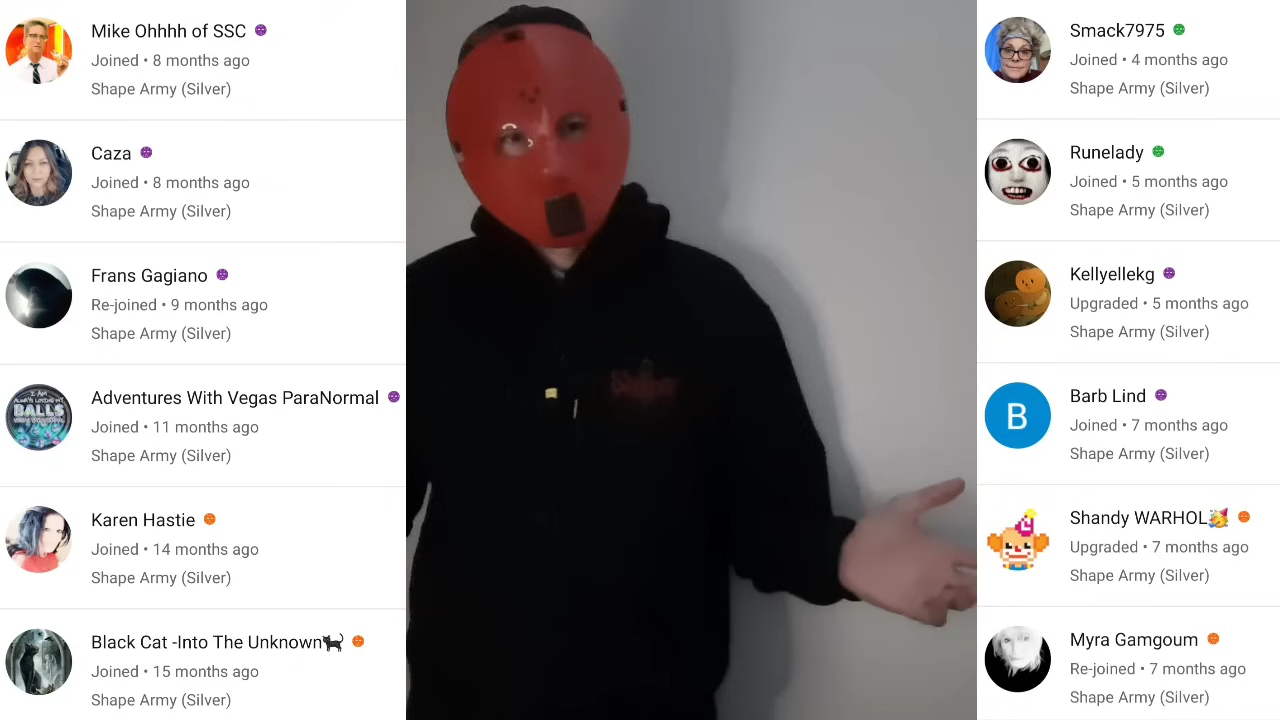 Mike Ohhhh of SSC
Joined • 8 months ago
Shape Army (Silver)
Caza
Joined • 8 months ago
Shape Army (Silver)
Frans Gagiano
Re-joined • 9 months ago
Shape Army (Silver)
I AM
ALWAYS LOSING MY
BALLS
Adventures With Vegas ParaNormal
Joined • 11 months ago
Shape Army (Silver)
Karen Hastie
Joined • 14 months ago
Shape Army (Silver)
Black Cat -Into The Unknown🐈‍⬛
Joined • 15 months ago
Shape Army (Silver)
Smack7975
Joined • 4 months ago
Shape Army (Silver)
Runelady
Joined • 5 months ago
Shape Army (Silver)
Kellyellekg
Upgraded • 5 months ago
Shape Army (Silver)
B
Barb Lind
Joined • 7 months ago
Shape Army (Silver)
Shandy WARHOL🥳
Upgraded • 7 months ago
Shape Army (Silver)
Myra Gamgoum
Re-joined • 7 months ago
Shape Army (Silver)